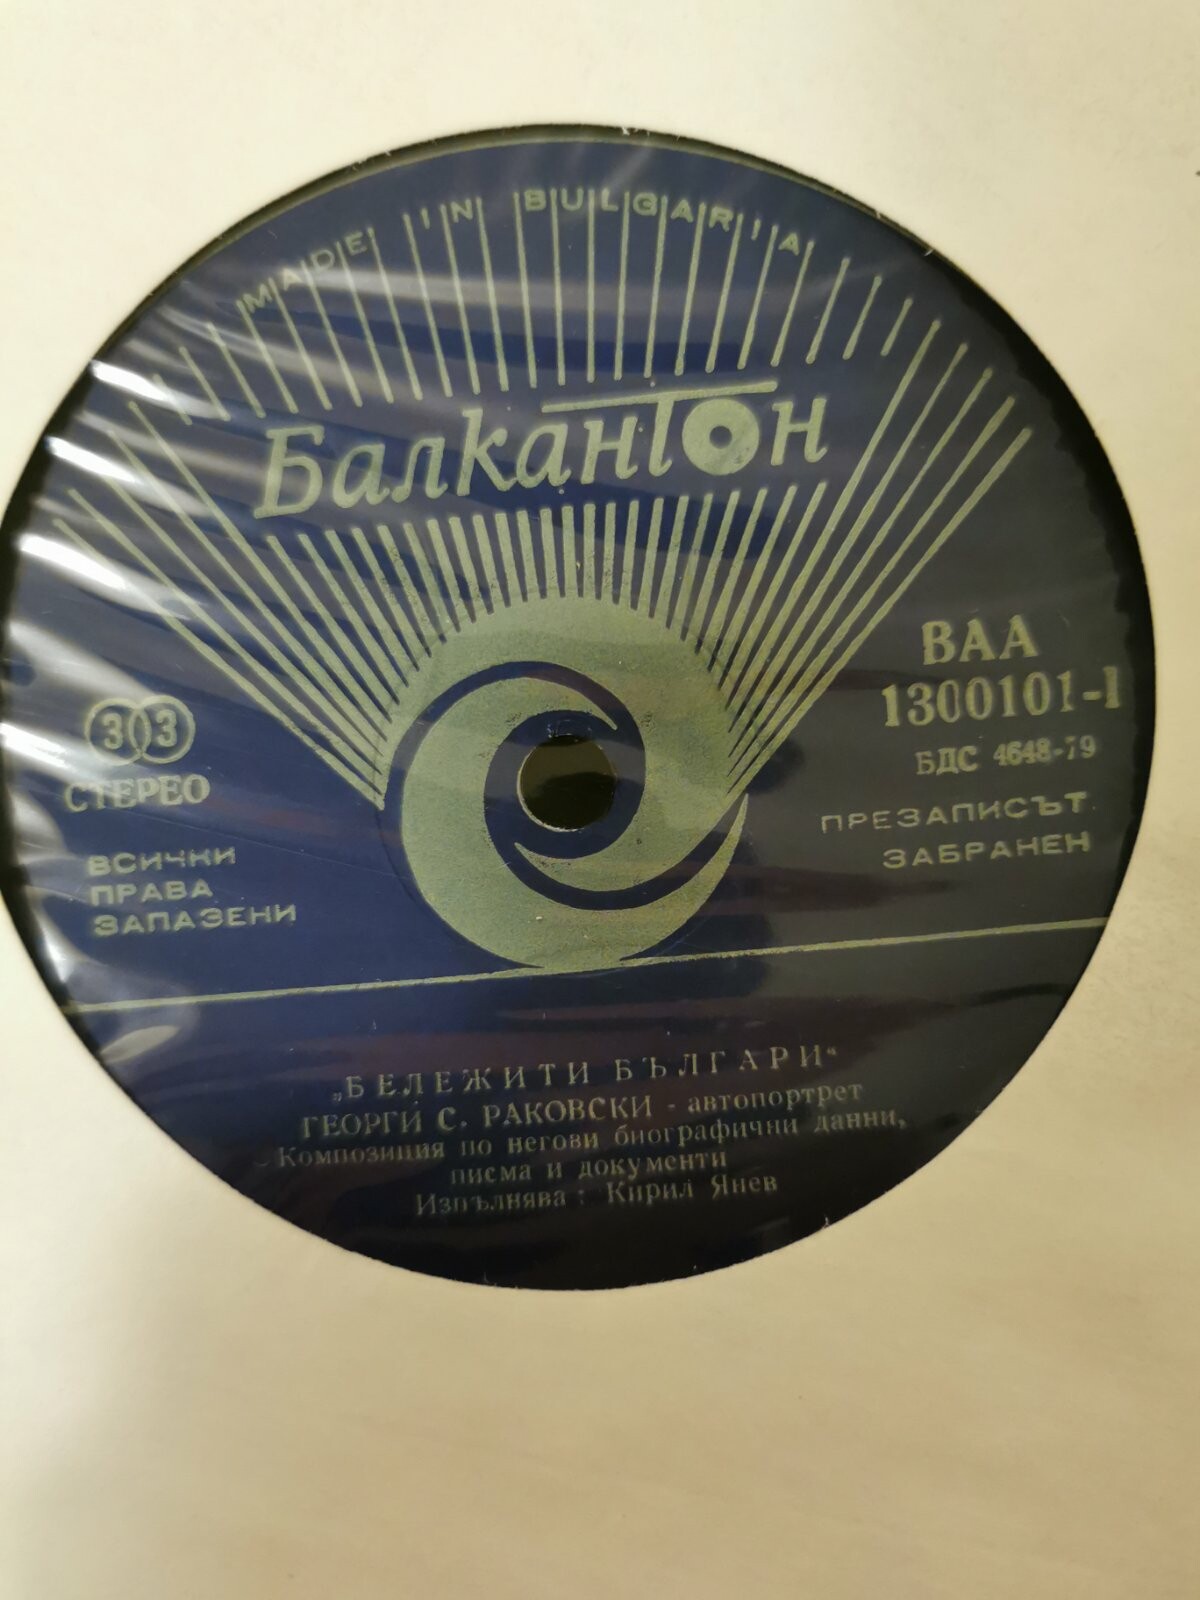 MADE IN BULGARIA
Балкантон
ВАА
1300101-1
БДС 4648-79
ПРЕЗАПИСЪТ
ЗАБРАНЕН
33
СТЕРЕО
ВСИЧКИ
ПРАВА
ЗАПАЗЕНИ
„БЕЛЕЖИТИ БЪЛГАРИ“
ГЕОРГИ С. РАКОВСКИ - автопортрет
Композиция по негови биографични данни,
писма и документи
Изпълнява : Кирил Янев